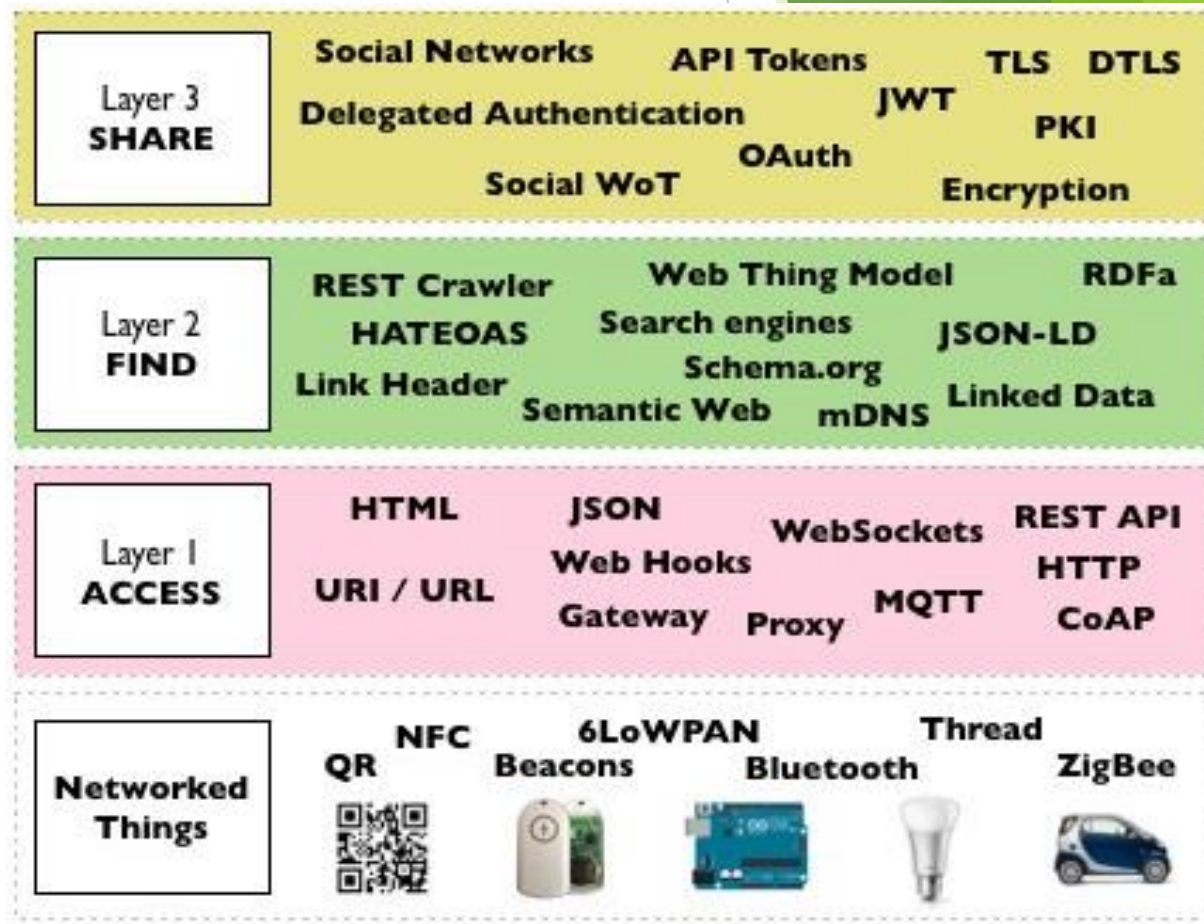 Layer 3
SHARE
Social Networks
API Tokens
TLS
DTLS
JWT
Delegated Authentication
PKI
OAuth
Social WoT
Encryption
Layer 2
FIND
Web Thing Model
RDFa
REST Crawler
Search engines
HATEOAS
JSON-LD
Schema.org
Link Header
Linked Data
Semantic Web
mDNS
Layer 1
ACCESS
HTML
JSON
REST API
WebSockets
Web Hooks
HTTP
URI / URL
MQTT
Gateway
Proxy
CoAP
Networked
Things
NFC
6LoWPAN
Thread
QR
Beacons
Bluetooth
ZigBee